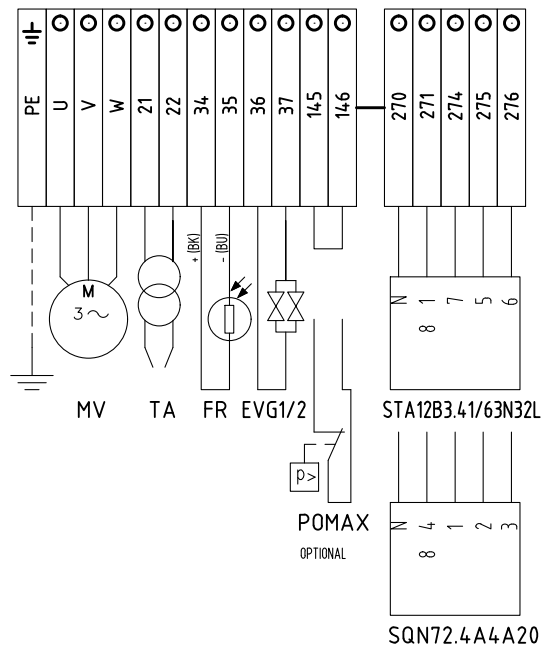 PE U V W 21 22 34 35 36 37 145 146 270 271 274 275 276
+(BK) -(BU)
M
3~
N 1 7 5 6
8
MV TA FR EVG1/2 STA12B3.41/63N32L
p>
POMAX
OPTIONAL
N 4 1 2 3
8
SQN72.4A4A20